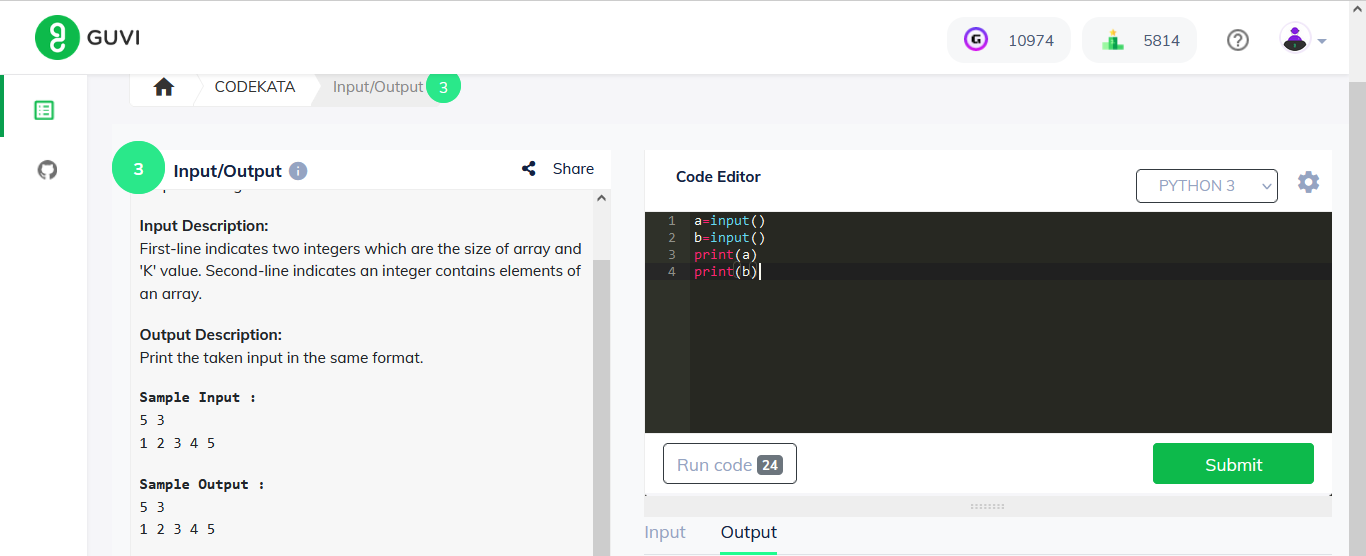 GUVI
10974
5814
CODEKATA
Input/Output
3
3
Input/Output
Share
Input Description:
First-line indicates two integers which are the size of array and
'K' value. Second-line indicates an integer contains elements of
an array.
Output Description:
Print the taken input in the same format.
Sample Input :
5 3
1 2 3 4 5
Sample Output :
5 3
1 2 3 4 5
Code Editor
PYTHON 3
1 a=input()
2 b=input()
3 print(a)
4 print(b)
Run code 24
Submit
Input
Output